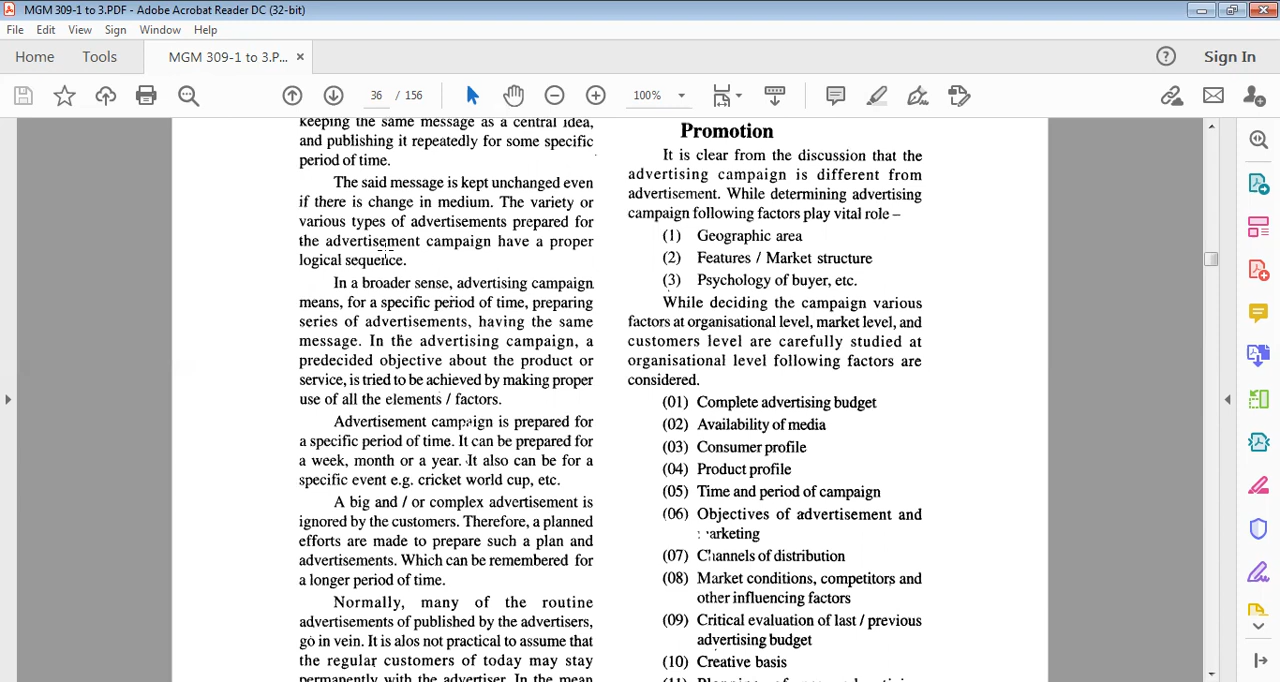 MGM 309-1 to 3.PDF - Adobe Acrobat Reader DC (32-bit)
File Edit View Sign Window Help
Home Tools MGM 309-1 to 3.P... × Sign In
36 / 156 100%
keeping the same message as a central idea,
and publishing it repeatedly for some specific
period of time.
The said message is kept unchanged even
if there is change in medium. The variety or
various types of advertisements prepared for
the advertisement campaign have a proper
logical sequence.
In a broader sense, advertising campaign
means, for a specific period of time, preparing
series of advertisements, having the same
message. In the advertising campaign, a
predecided objective about the product or
service, is tried to be achieved by making proper
use of all the elements / factors.
Advertisement campaign is prepared for
a specific period of time. It can be prepared for
a week, month or a year. It also can be for a
specific event e.g. cricket world cup, etc.
A big and / or complex advertisement is
ignored by the customers. Therefore, a planned
efforts are made to prepare such a plan and
advertisements. Which can be remembered for
a longer period of time.
Normally, many of the routine
advertisements of published by the advertisers,
go in vein. It is alos not practical to assume that
the regular customers of today may stay
permanently with the advertiser. In the mean
Promotion
It is clear from the discussion that the
advertising campaign is different from
advertisement. While determining advertising
campaign following factors play vital role –
(1) Geographic area
(2) Features / Market structure
(3) Psychology of buyer, etc.
While deciding the campaign various
factors at organisational level, market level, and
customers level are carefully studied at
organisational level following factors are
considered.
(01) Complete advertising budget
(02) Availability of media
(03) Consumer profile
(04) Product profile
(05) Time and period of campaign
(06) Objectives of advertisement and
marketing
(07) Channels of distribution
(08) Market conditions, competitors and
other influencing factors
(09) Critical evaluation of last / previous
advertising budget
(10) Creative basis
(11)